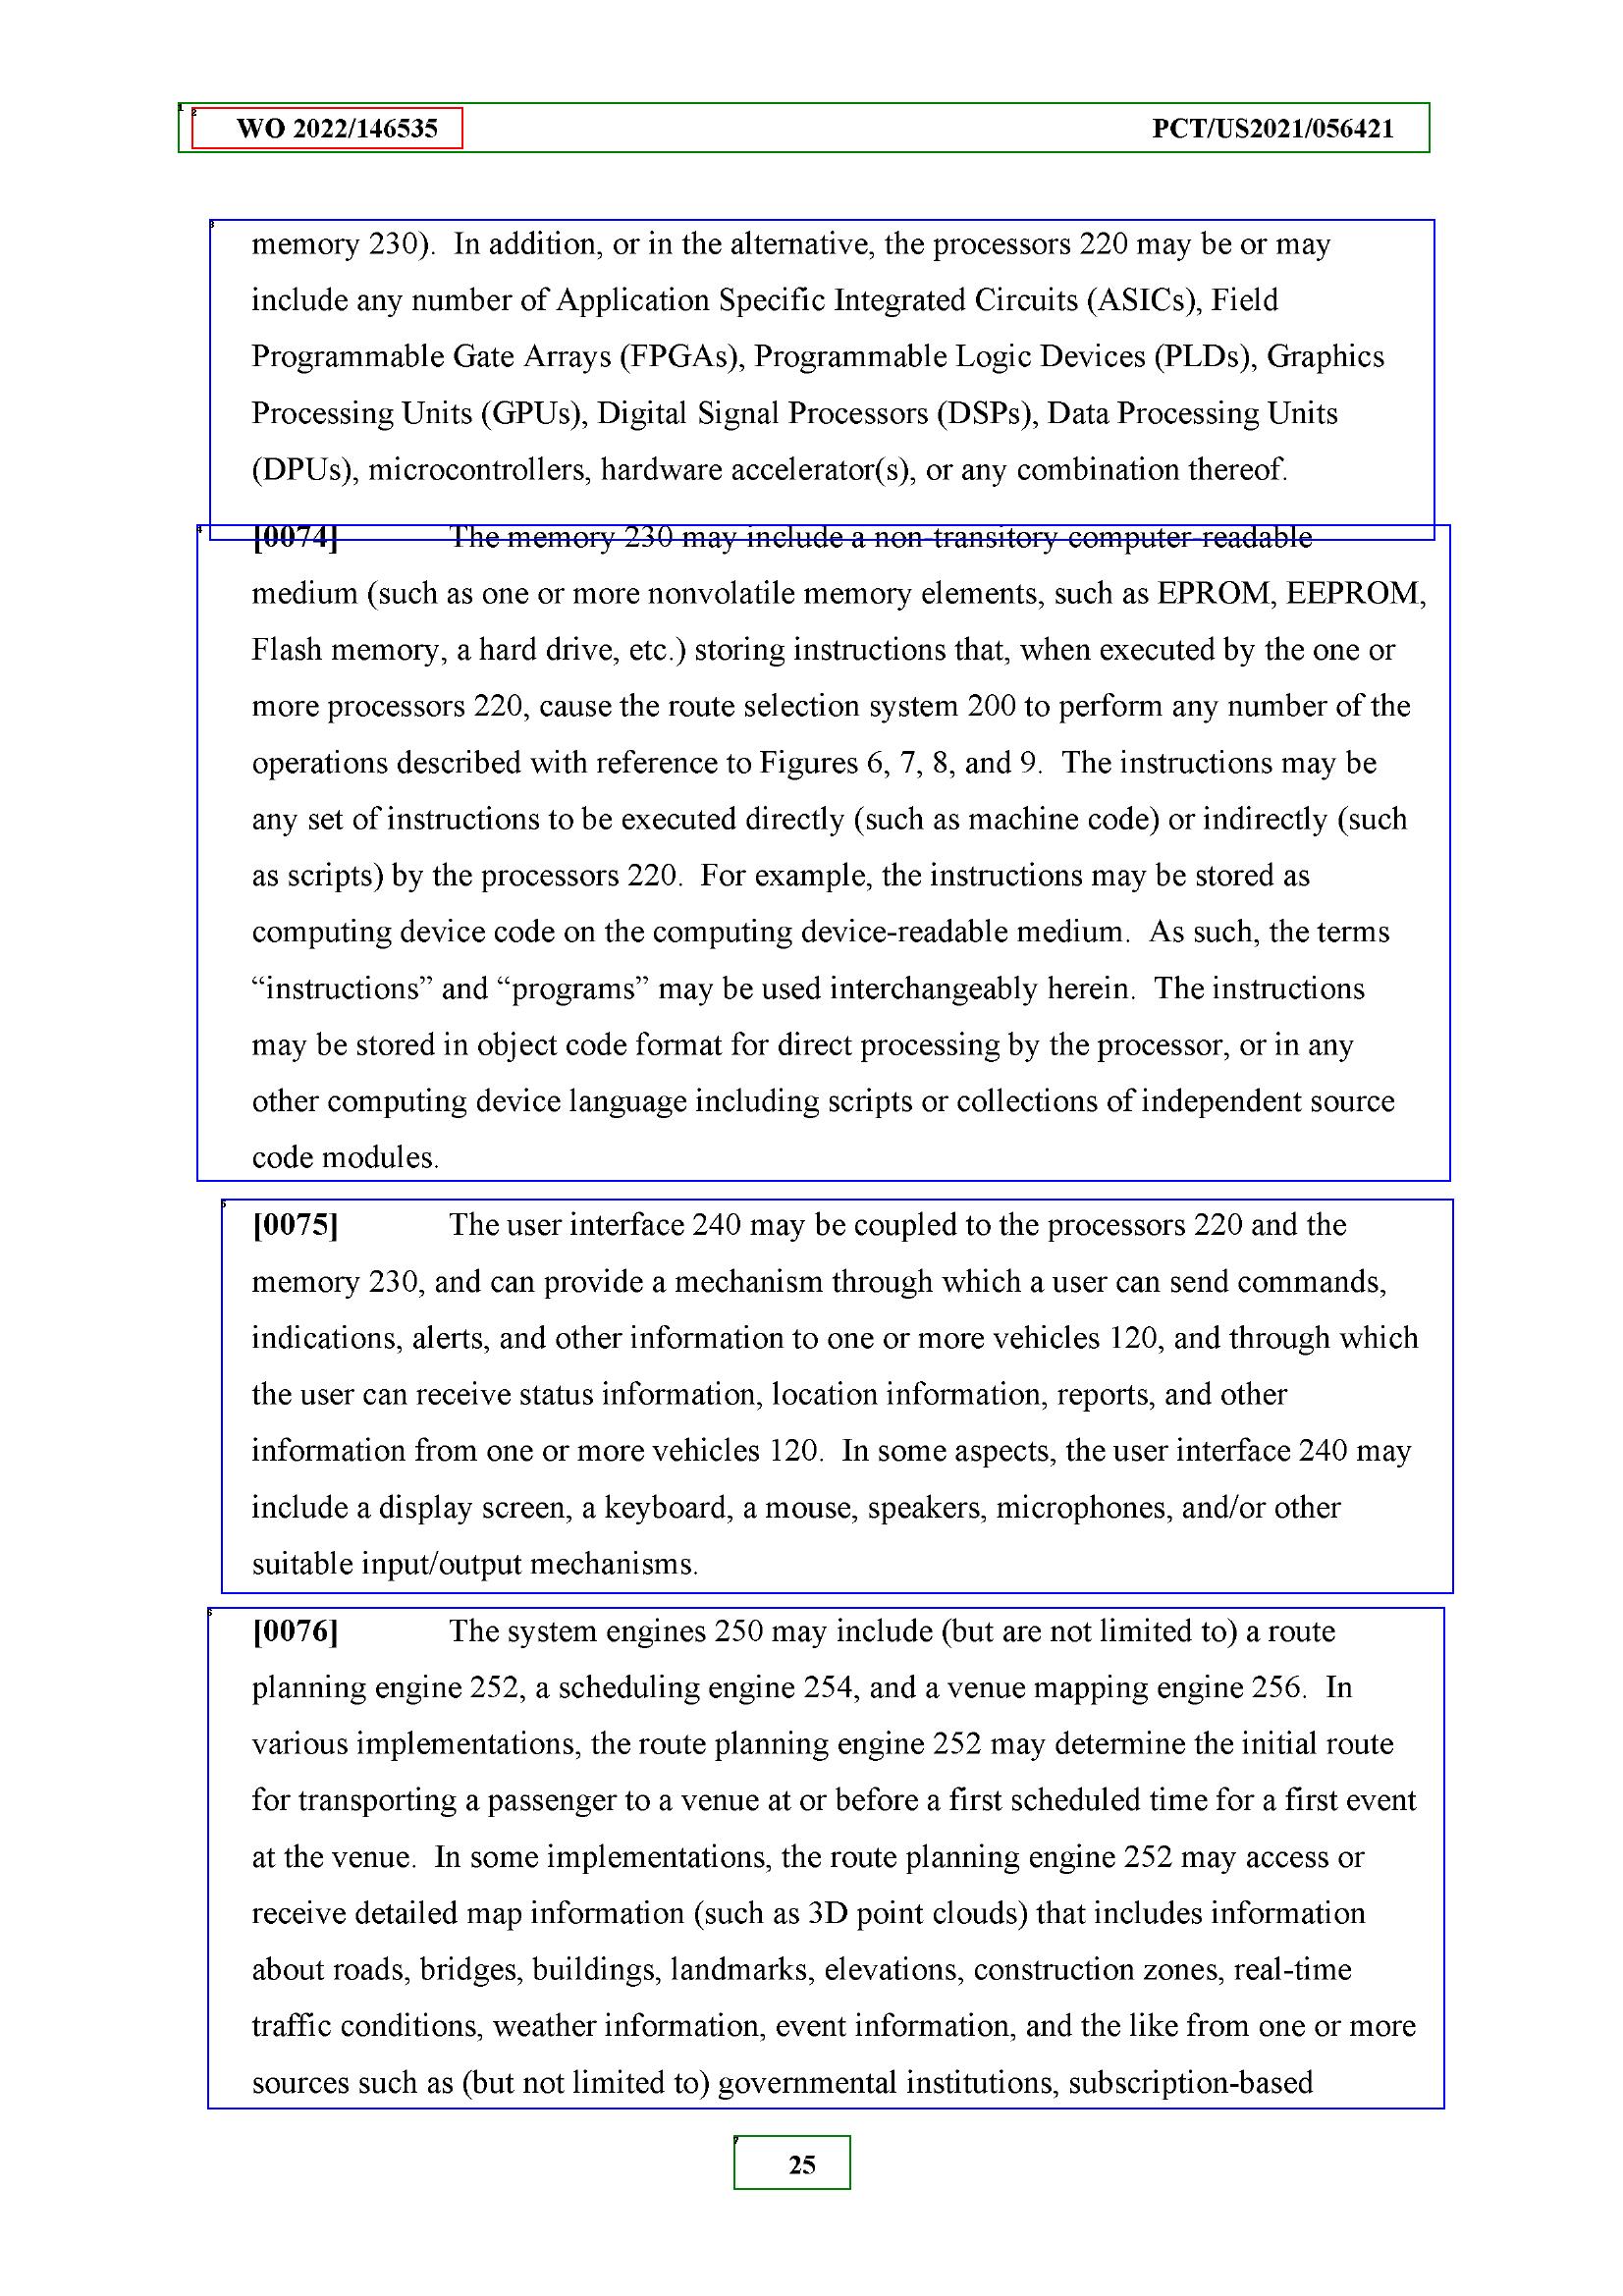 WO 2022/146535 PCT/US2021/056421
memory 230).  In addition, or in the alternative, the processors 220 may be or may
include any number of Application Specific Integrated Circuits (ASICs), Field
Programmable Gate Arrays (FPGAs), Programmable Logic Devices (PLDs), Graphics
Processing Units (GPUs), Digital Signal Processors (DSPs), Data Processing Units
(DPUs), microcontrollers, hardware accelerator(s), or any combination thereof.
[0074] The memory 230 may include a non-transitory computer-readable
medium (such as one or more nonvolatile memory elements, such as EPROM, EEPROM,
Flash memory, a hard drive, etc.) storing instructions that, when executed by the one or
more processors 220, cause the route selection system 200 to perform any number of the
operations described with reference to Figures 6, 7, 8, and 9.  The instructions may be
any set of instructions to be executed directly (such as machine code) or indirectly (such
as scripts) by the processors 220.  For example, the instructions may be stored as
computing device code on the computing device-readable medium.  As such, the terms
“instructions” and “programs” may be used interchangeably herein.  The instructions
may be stored in object code format for direct processing by the processor, or in any
other computing device language including scripts or collections of independent source
code modules.
[0075] The user interface 240 may be coupled to the processors 220 and the
memory 230, and can provide a mechanism through which a user can send commands,
indications, alerts, and other information to one or more vehicles 120, and through which
the user can receive status information, location information, reports, and other
information from one or more vehicles 120.  In some aspects, the user interface 240 may
include a display screen, a keyboard, a mouse, speakers, microphones, and/or other
suitable input/output mechanisms.
[0076] The system engines 250 may include (but are not limited to) a route
planning engine 252, a scheduling engine 254, and a venue mapping engine 256.  In
various implementations, the route planning engine 252 may determine the initial route
for transporting a passenger to a venue at or before a first scheduled time for a first event
at the venue.  In some implementations, the route planning engine 252 may access or
receive detailed map information (such as 3D point clouds) that includes information
about roads, bridges, buildings, landmarks, elevations, construction zones, real-time
traffic conditions, weather information, event information, and the like from one or more
sources such as (but not limited to) governmental institutions, subscription-based
25